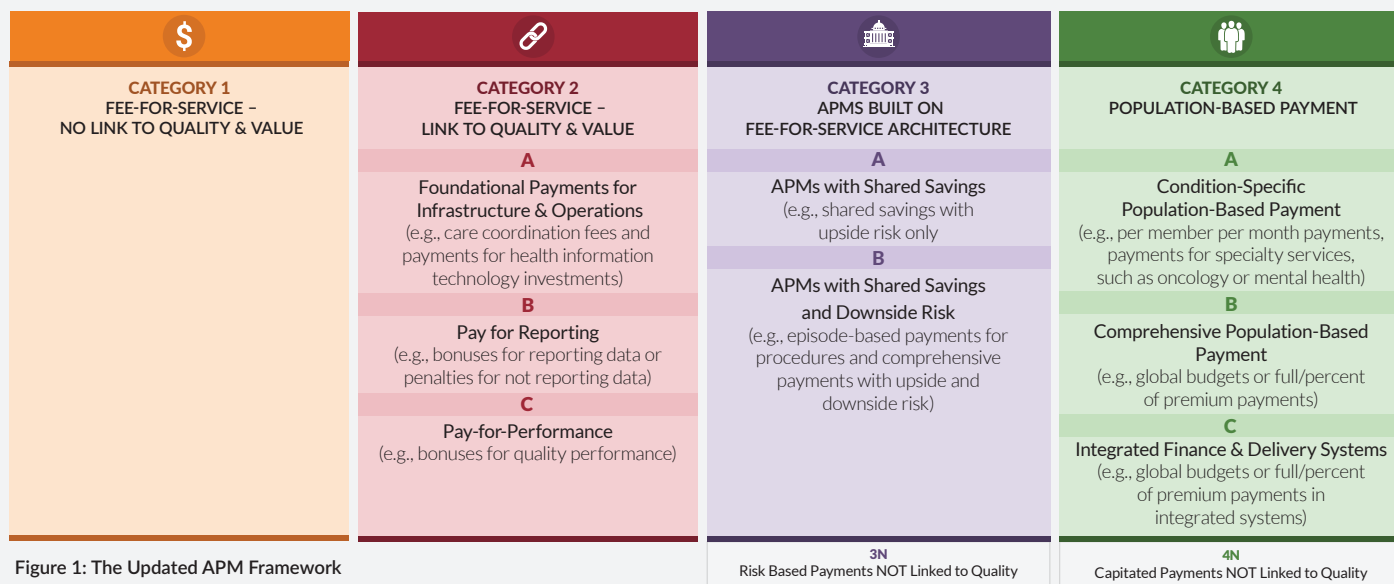 $
CATEGORY 1
FEE-FOR-SERVICE –
NO LINK TO QUALITY & VALUE
CATEGORY 2
FEE-FOR-SERVICE –
LINK TO QUALITY & VALUE
A
Foundational Payments for
Infrastructure & Operations
(e.g., care coordination fees and
payments for health information
technology investments)
B
Pay for Reporting
(e.g., bonuses for reporting data or
penalties for not reporting data)
C
Pay-for-Performance
(e.g., bonuses for quality performance)
CATEGORY 3
APMS BUILT ON
FEE-FOR-SERVICE ARCHITECTURE
A
APMs with Shared Savings
(e.g., shared savings with
upside risk only
B
APMs with Shared Savings
and Downside Risk
(e.g., episode-based payments for
procedures and comprehensive
payments with upside and
downside risk)
3N
Risk Based Payments NOT Linked to Quality
CATEGORY 4
POPULATION-BASED PAYMENT
A
Condition-Specific
Population-Based Payment
(e.g., per member per month payments,
payments for specialty services,
such as oncology or mental health)
B
Comprehensive Population-Based
Payment
(e.g., global budgets or full/percent
of premium payments)
C
Integrated Finance & Delivery Systems
(e.g., global budgets or full/percent
of premium payments in
integrated systems)
4N
Capitated Payments NOT Linked to Quality
Figure 1: The Updated APM Framework